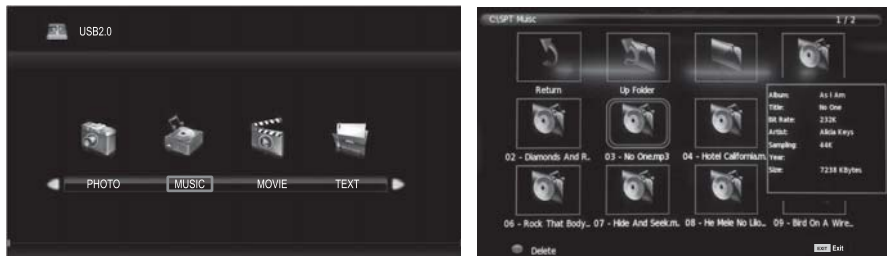 USB2.0
PHOTO MUSIC MOVIE TEXT
C:\SPT Music 1 / 2
Return Up Folder
Album: As I Am
Title: No One
Bit Rate: 232K
Artist: Alicia Keys
Sampling: 44K
Year:
Size: 7238 KBytes
02 - Diamonds And R.. 03 - No One.mp3 04 - Hotel California.m
06 - Rock That Body.. 07 - Hide And Seek.m.. 08 - He Mele No Lilo.. 09 - Bird On A Wire..
Delete EXIT Exit